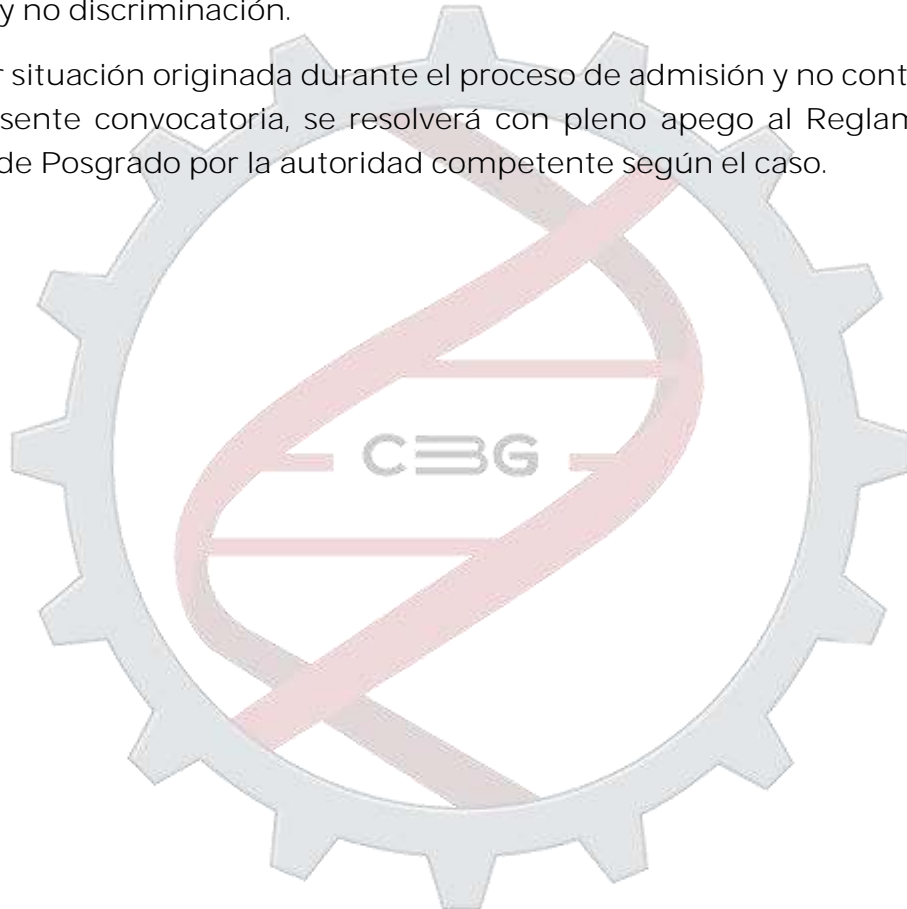 y no discriminación.
r situación originada durante el proceso de admisión y no cont
sente convocatoria, se resolverá con pleno apego al Reglam
de Posgrado por la autoridad competente según el caso.
CBG